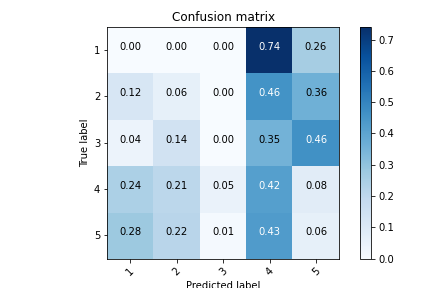 Confusion matrix
1 0.00 0.00 0.00 0.74 0.26
2 0.12 0.06 0.00 0.46 0.36
3 0.04 0.14 0.00 0.35 0.46
4 0.24 0.21 0.05 0.42 0.08
5 0.28 0.22 0.01 0.43 0.06
1 2 3 4 5
True label
Predicted label
0.7
0.6
0.5
0.4
0.3
0.2
0.1
0.0